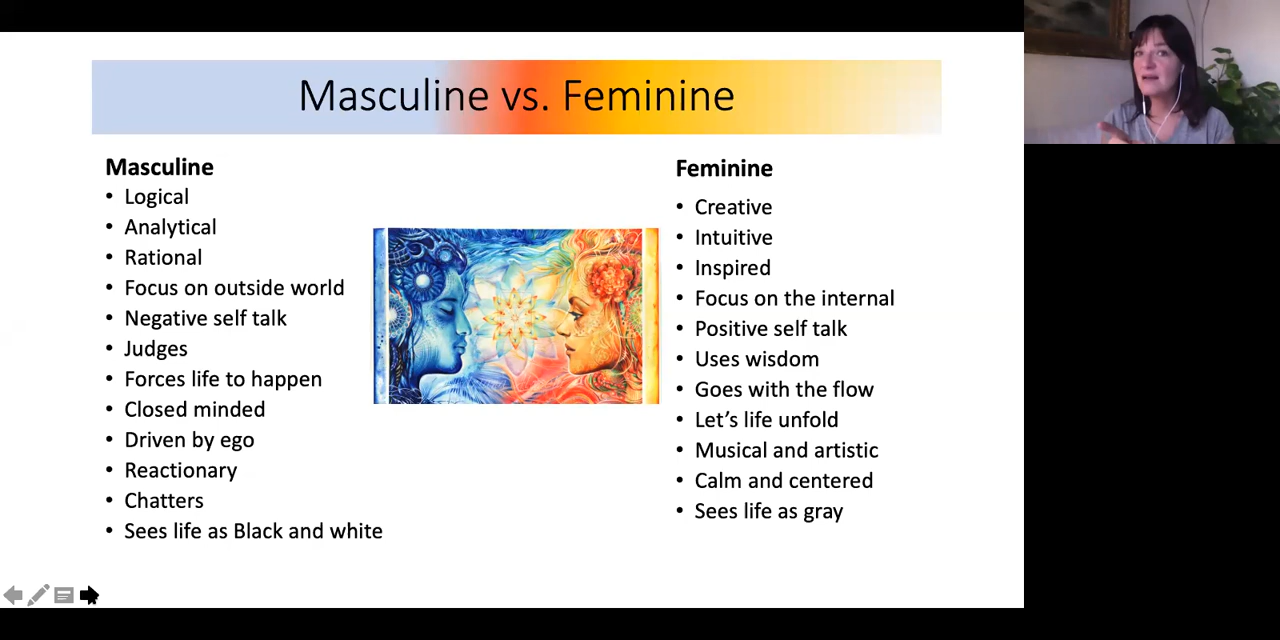 Masculine vs. Feminine
Masculine
• Logical
• Analytical
• Rational
• Focus on outside world
• Negative self talk
• Judges
• Forces life to happen
• Closed minded
• Driven by ego
• Reactionary
• Chatters
• Sees life as Black and white
Feminine
• Creative
• Intuitive
• Inspired
• Focus on the internal
• Positive self talk
• Uses wisdom
• Goes with the flow
• Let’s life unfold
• Musical and artistic
• Calm and centered
• Sees life as gray